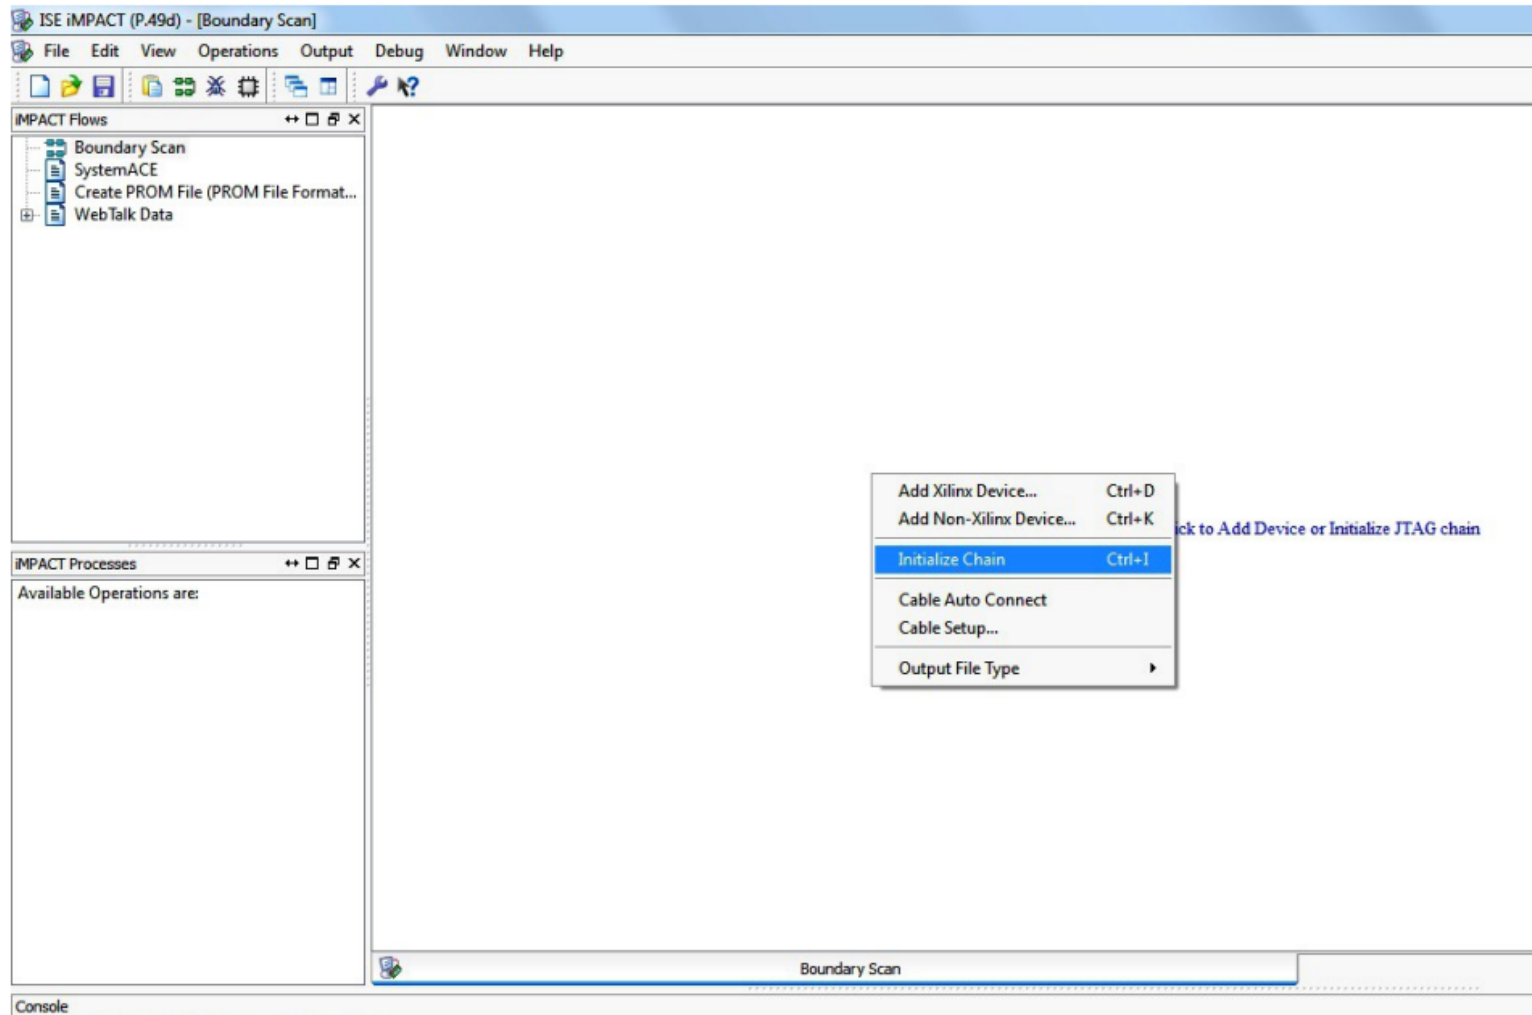 ISE iMPACT (P.49d) - [Boundary Scan]
File Edit View Operations Output Debug Window Help
iMPACT Flows
Boundary Scan
SystemACE
Create PROM File (PROM File Format...
WebTalk Data
Add Xilinx Device... Ctrl+D
Add Non-Xilinx Device... Ctrl+K
ick to Add Device or Initialize JTAG chain
Initialize Chain Ctrl+I
Cable Auto Connect
Cable Setup...
Output File Type
iMPACT Processes
Available Operations are:
Boundary Scan
Console